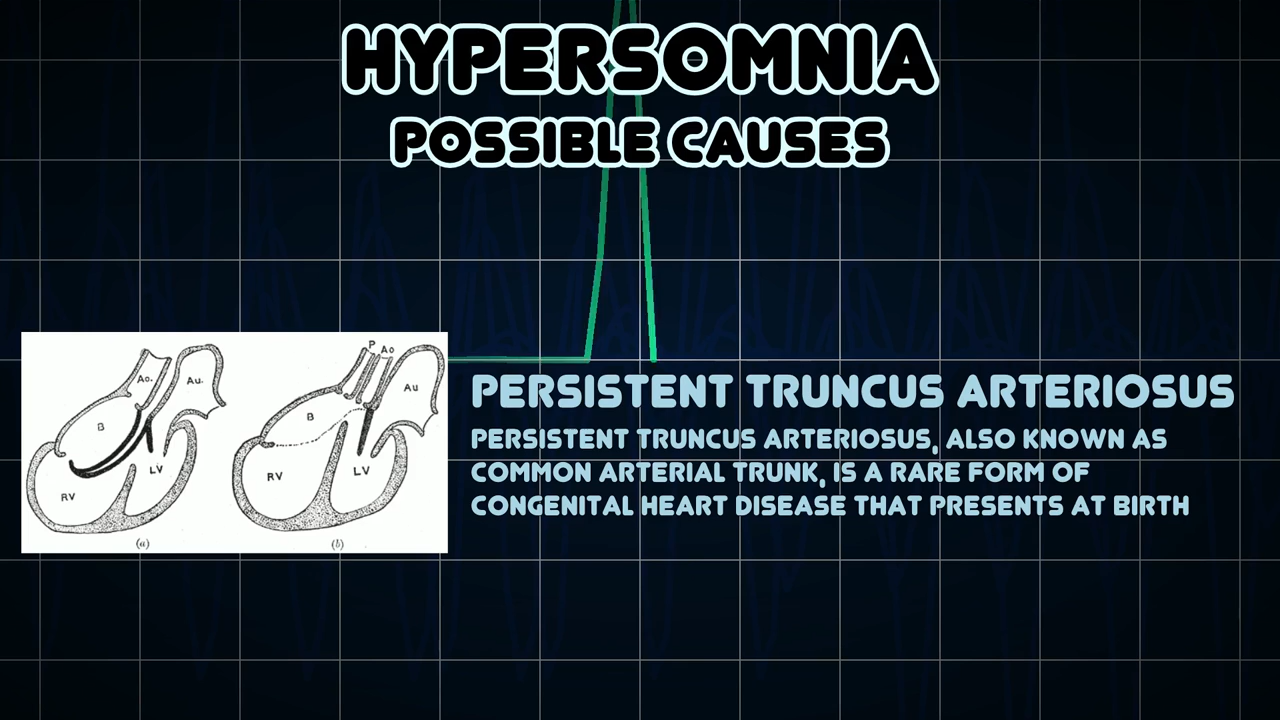 HYPERSOMNIA
POSSIBLE CAUSES
Ao.
Au.
B
LV
RV
(a)
P Ao
Au
B
RV
LV
(b)
PERSISTENT TRUNCUS ARTERIOSUS
PERSISTENT TRUNCUS ARTERIOSUS, ALSO KNOWN AS
COMMON ARTERIAL TRUNK, IS A RARE FORM OF
CONGENITAL HEART DISEASE THAT PRESENTS AT BIRTH